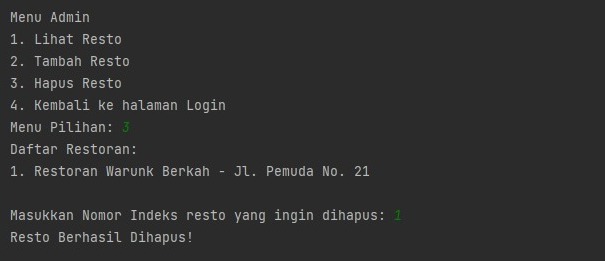 Menu Admin
1. Lihat Resto
2. Tambah Resto
3. Hapus Resto
4. Kembali ke halaman Login
Menu Pilihan: 3
Daftar Restoran:
1. Restoran Warunk Berkah - Jl. Pemuda No. 21
Masukkan Nomor Indeks resto yang ingin dihapus: 1
Resto Berhasil Dihapus!